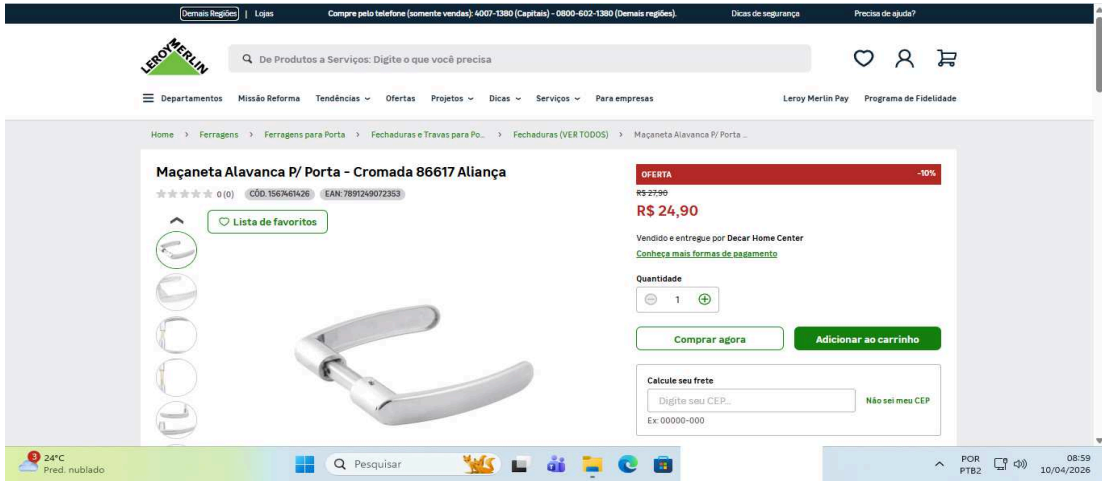 Demais Regiões | Lojas Compre pelo telefone (somente vendas): 4007-1380 (Capitais) - 0800-602-1380 (Demais regiões). Dicas de segurança Precisa de ajuda?
LEROY MERLIN
De Produtos a Serviços: Digite o que você precisa
Departamentos Missão Reforma Tendências Ofertas Projetos Dicas Serviços Para empresas Leroy Merlin Pay Programa de Fidelidade
Home > Ferragens > Ferragens para Porta > Fechaduras e Travas para Po... > Fechaduras (VER TODOS) > Maçaneta Alavanca P/ Porta ...
Maçaneta Alavanca P/ Porta - Cromada 86617 Aliança
0 (0) CÓD. 1567461426 EAN: 7891249072353
Lista de favoritos
OFERTA -10%
R$ 27,90
R$ 24,90
Vendido e entregue por Decar Home Center
Conheça mais formas de pagamento
Quantidade
1
Comprar agora Adicionar ao carrinho
Calcule seu frete
Digite seu CEP... Não sei meu CEP
Ex: 00000-000
3 24°C
Pred. nublado
Pesquisar
POR
PTB2
08:59
10/04/2026